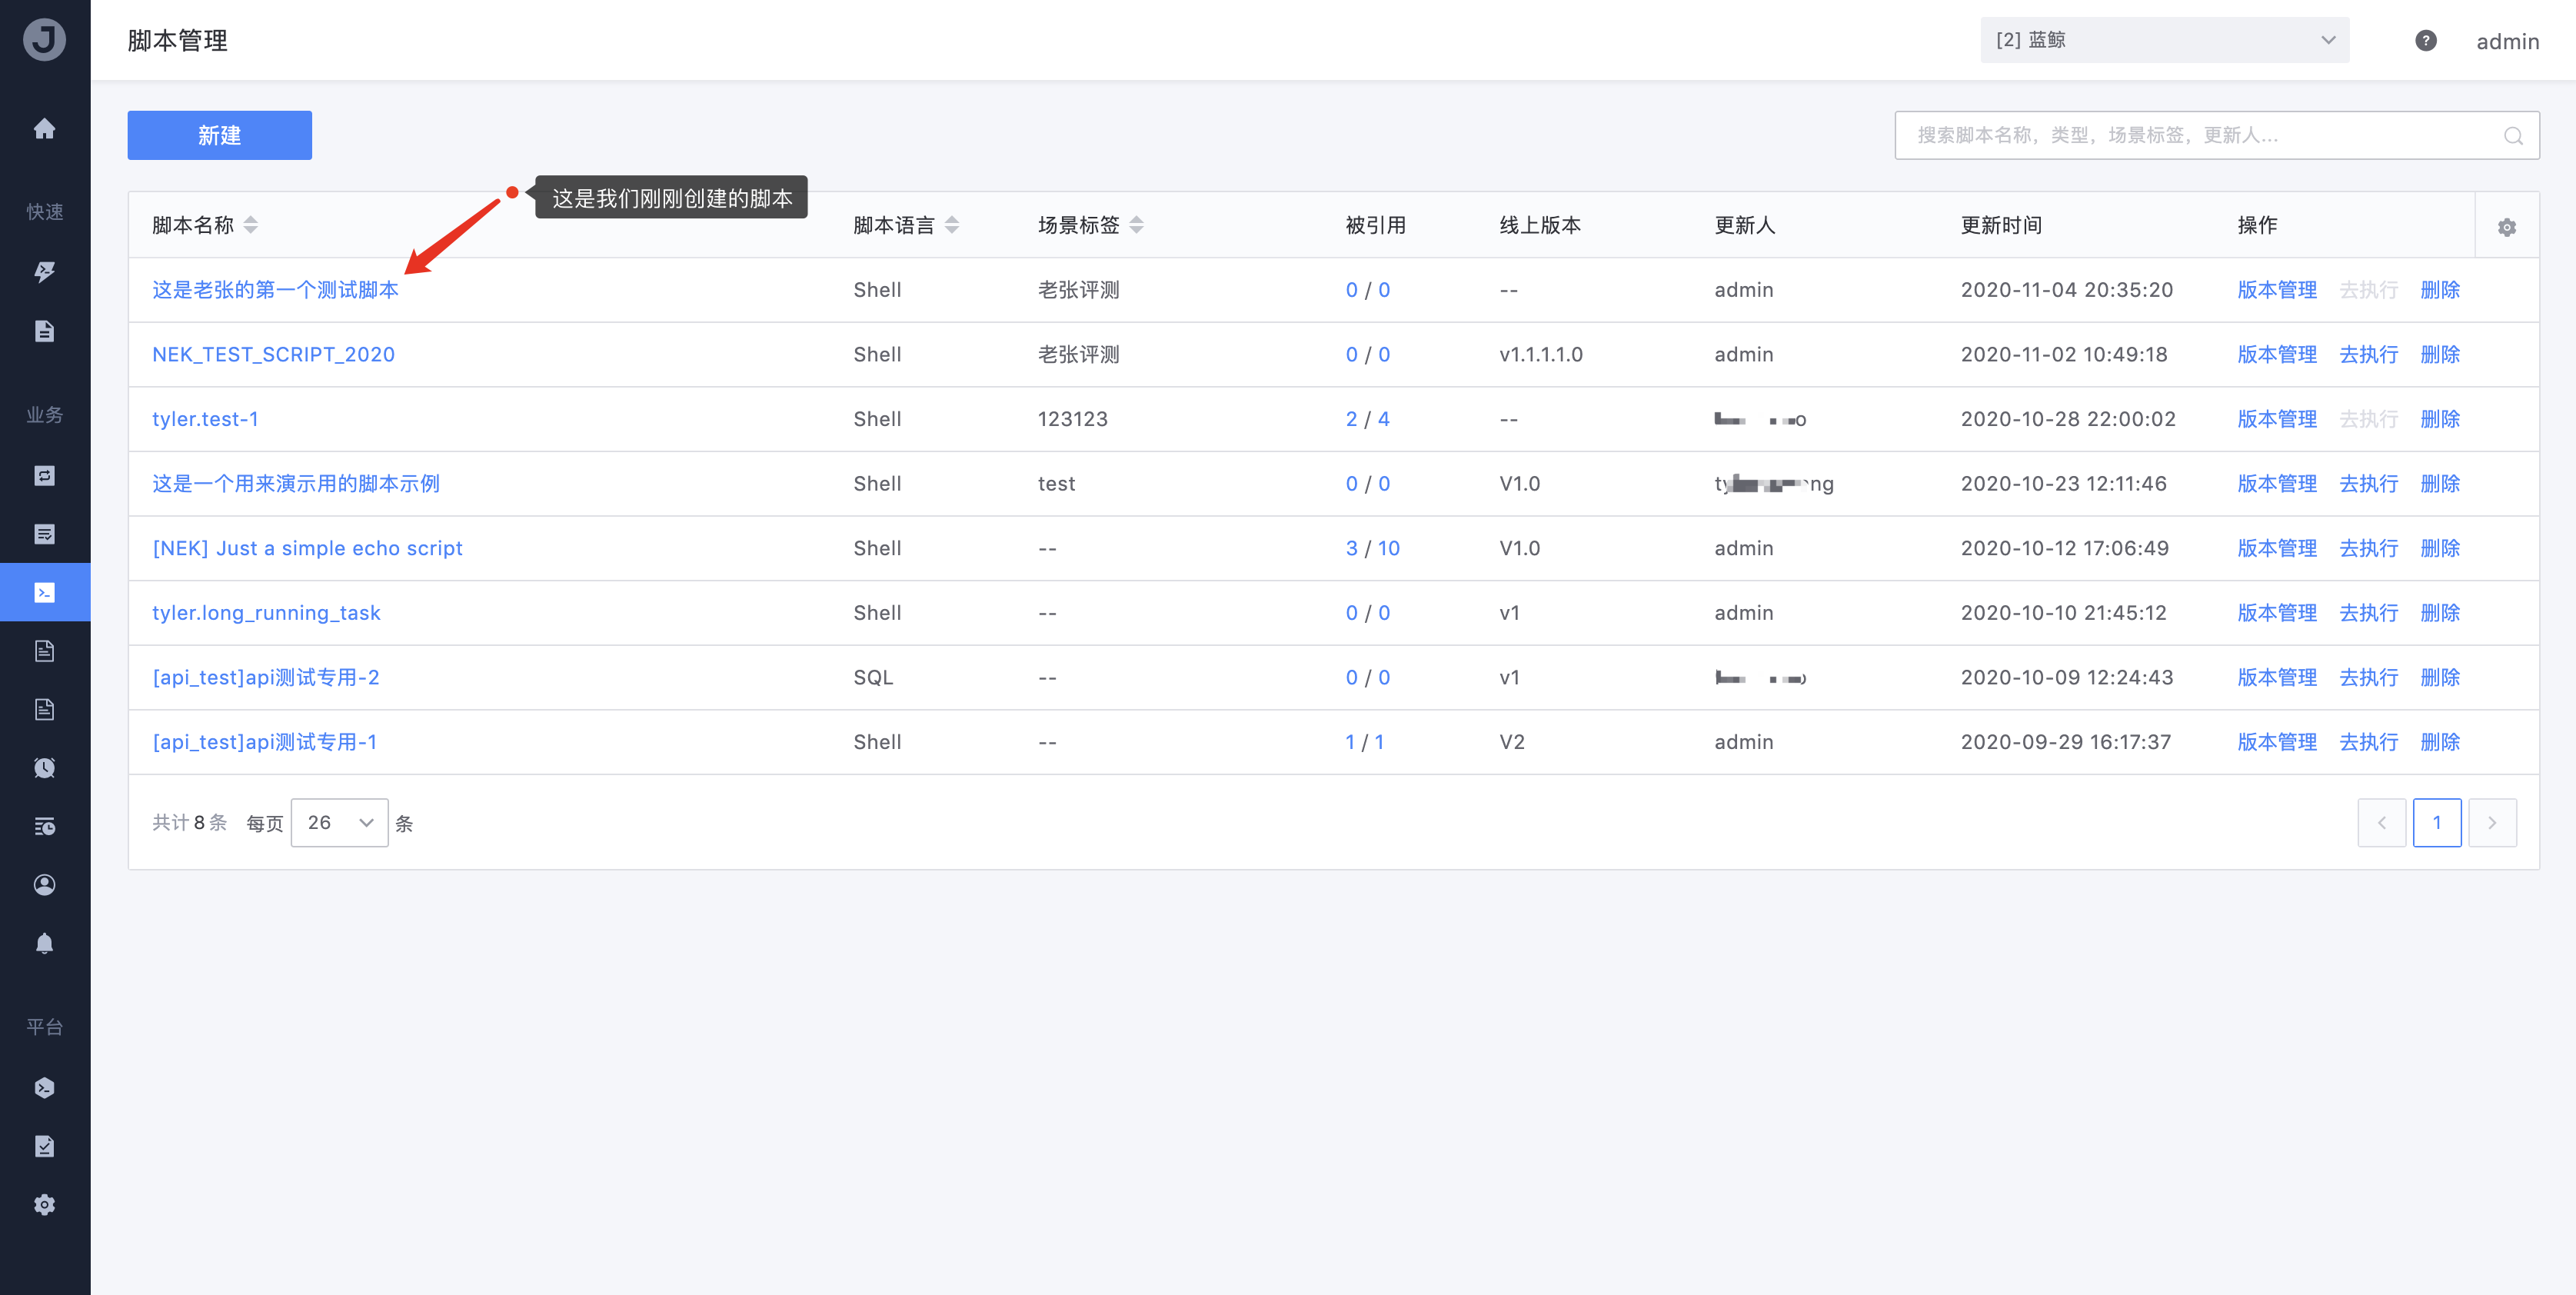 脚本管理
[2] 蓝鲸
admin
新建
搜索脚本名称，类型，场景标签，更新人...
这是我们刚刚创建的脚本
快速
业务
平台
脚本名称 脚本语言 场景标签 被引用 线上版本 更新人 更新时间 操作
这是老张的第一个测试脚本 Shell 老张评测 0 / 0 -- admin 2020-11-04 20:35:20 版本管理 去执行 删除
NEK_TEST_SCRIPT_2020 Shell 老张评测 0 / 0 v1.1.1.1.0 admin 2020-11-02 10:49:18 版本管理 去执行 删除
tyler.test-1 Shell 123123 2 / 4 -- 2020-10-28 22:00:02 版本管理 去执行 删除
这是一个用来演示用的脚本示例 Shell test 0 / 0 V1.0 2020-10-23 12:11:46 版本管理 去执行 删除
[NEK] Just a simple echo script Shell -- 3 / 10 V1.0 admin 2020-10-12 17:06:49 版本管理 去执行 删除
tyler.long_running_task Shell -- 0 / 0 v1 admin 2020-10-10 21:45:12 版本管理 去执行 删除
[api_test]api测试专用-2 SQL -- 0 / 0 v1 2020-10-09 12:24:43 版本管理 去执行 删除
[api_test]api测试专用-1 Shell -- 1 / 1 V2 admin 2020-09-29 16:17:37 版本管理 去执行 删除
共计 8 条 每页 26 条
1